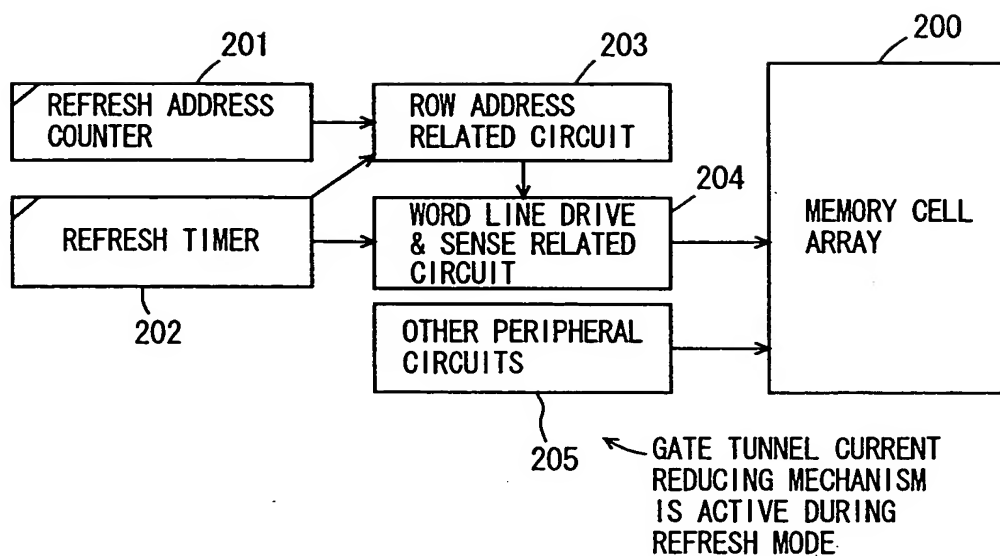 201
REFRESH ADDRESS
COUNTER
203
ROW ADDRESS
RELATED CIRCUIT
200
MEMORY CELL
ARRAY
REFRESH TIMER
202
204
WORD LINE DRIVE
& SENSE RELATED
CIRCUIT
OTHER PERIPHERAL
CIRCUITS
205
GATE TUNNEL CURRENT
REDUCING MECHANISM
IS ACTIVE DURING
REFRESH MODE